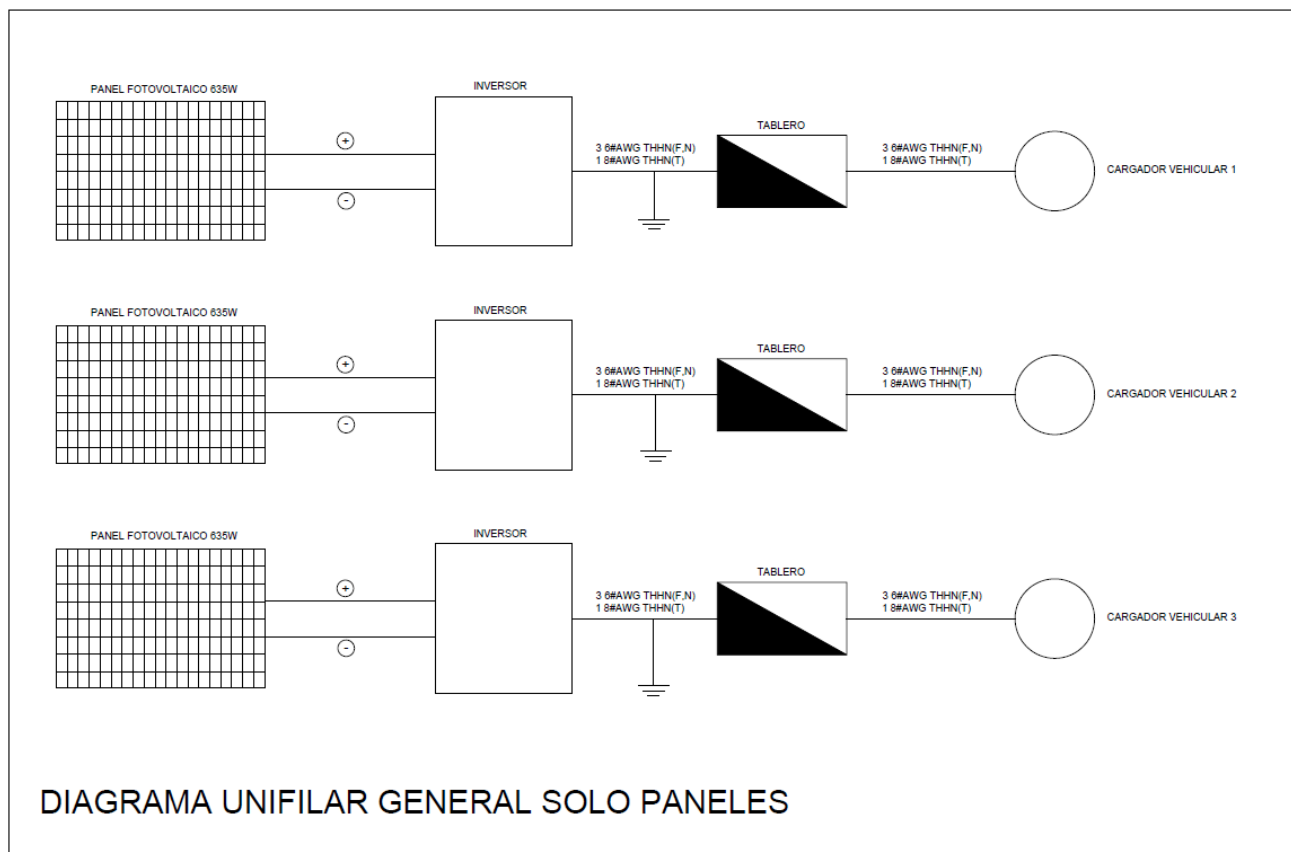 PANEL FOTOVOLTAICO 635W
INVERSOR
+
-
3 6#AWG THHN(F,N)
1 8#AWG THHN(T)
TABLERO
3 6#AWG THHN(F,N)
1 8#AWG THHN(T)
CARGADOR VEHICULAR 1
PANEL FOTOVOLTAICO 635W
INVERSOR
+
-
3 6#AWG THHN(F,N)
1 8#AWG THHN(T)
TABLERO
3 6#AWG THHN(F,N)
1 8#AWG THHN(T)
CARGADOR VEHICULAR 2
PANEL FOTOVOLTAICO 635W
INVERSOR
+
-
3 6#AWG THHN(F,N)
1 8#AWG THHN(T)
TABLERO
3 6#AWG THHN(F,N)
1 8#AWG THHN(T)
CARGADOR VEHICULAR 3
DIAGRAMA UNIFILAR GENERAL SOLO PANELES